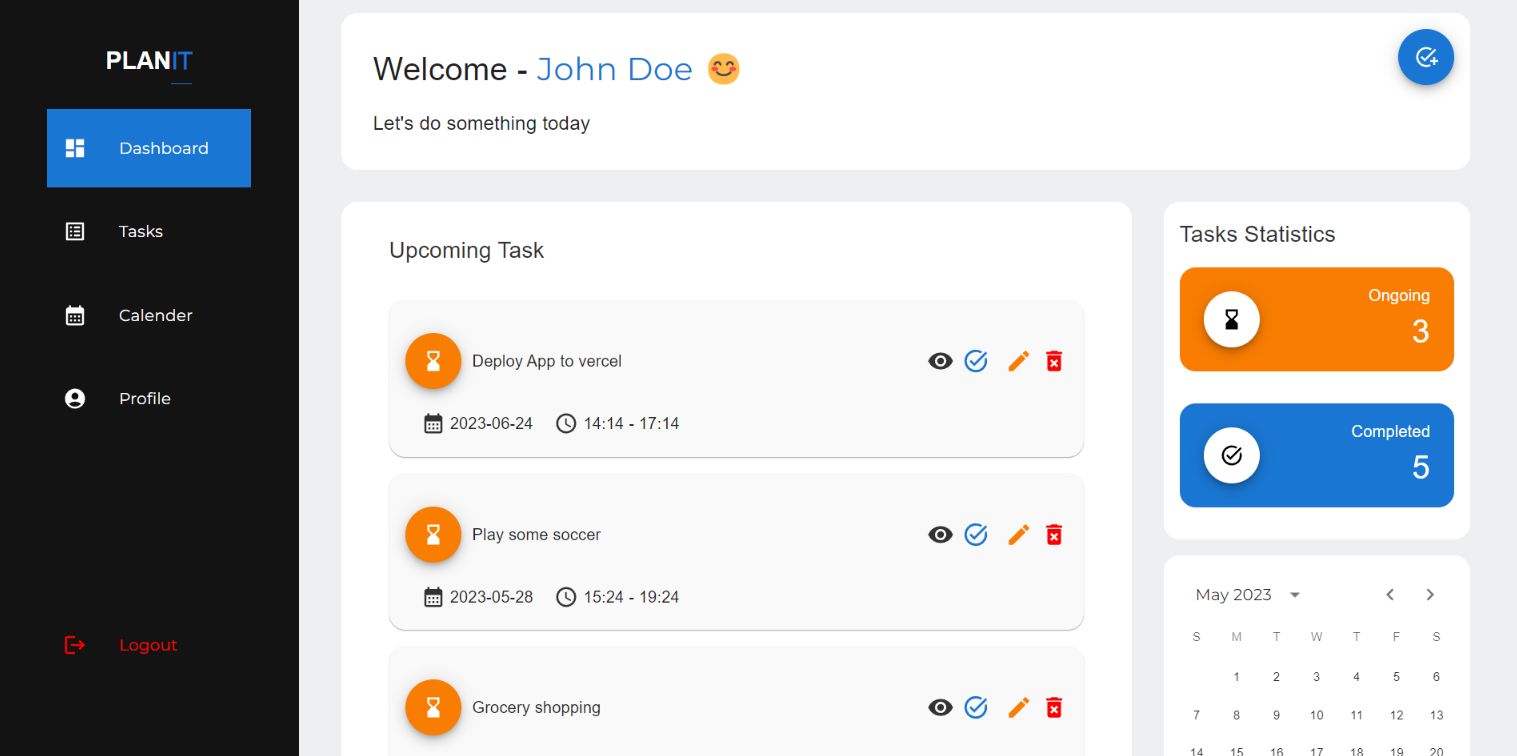 PLANIT
Dashboard
Tasks
Calender
Profile
Logout
Welcome - John Doe 😊
Let's do something today
Upcoming Task
Deploy App to vercel
2023-06-24 14:14 - 17:14
Play some soccer
2023-05-28 15:24 - 19:24
Grocery shopping
Tasks Statistics
Ongoing
3
Completed
5
May 2023
S M T W T F S
1 2 3 4 5 6
7 8 9 10 11 12 13
14 15 16 17 18 19 20